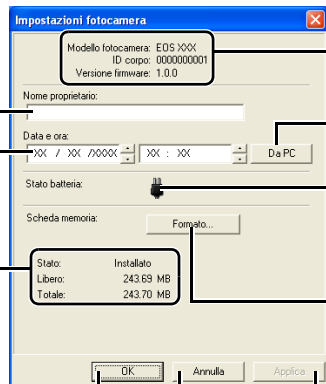 Impostazioni fotocamera
Modello fotocamera: EOS XXX
ID corpo: 0000000001
Versione firmware: 1.0.0
Nome proprietario:
Data e ora:
XX / XX /XXXX XX : XX Da PC
Stato batteria:
Scheda memoria: Formato...
Stato: Installato
Libero: 243.69 MB
Totale: 243.70 MB
OK Annulla Applica